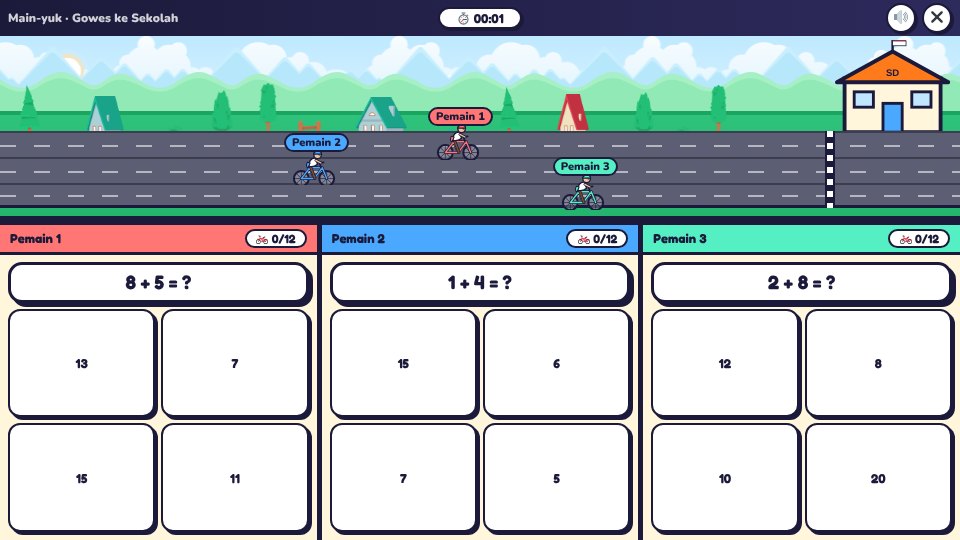 Main-yuk · Gowes ke Sekolah
00:01
SD
Pemain 1
Pemain 2
Pemain 3
Pemain 1
0/12
Pemain 2
0/12
Pemain 3
0/12
8 + 5 = ?
1 + 4 = ?
2 + 8 = ?
13
7
15
6
12
8
15
11
7
5
10
20